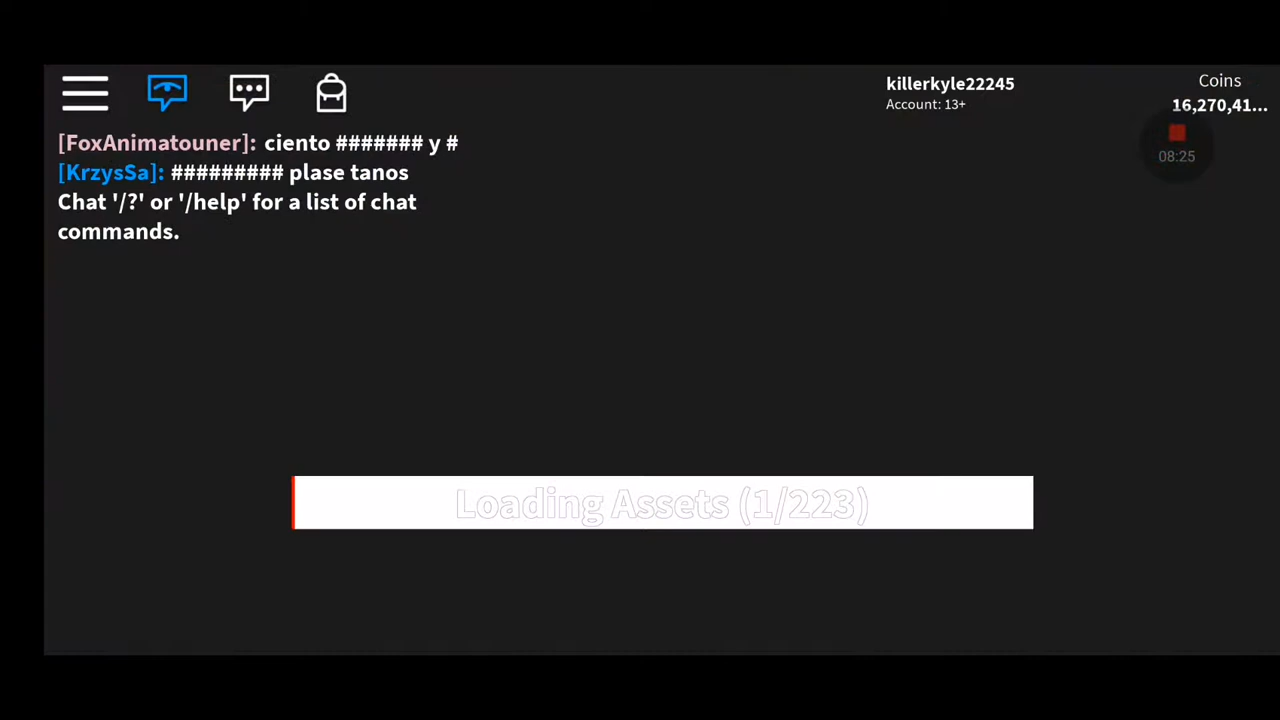 killerkyle22245
Account: 13+
Coins
16,270,41...
08:25
[FoxAnimatouner]: ciento ####### y #
[KrzysSa]: ######### plase tanos
Chat '/?' or '/help' for a list of chat
commands.
Loading Assets (1/223)